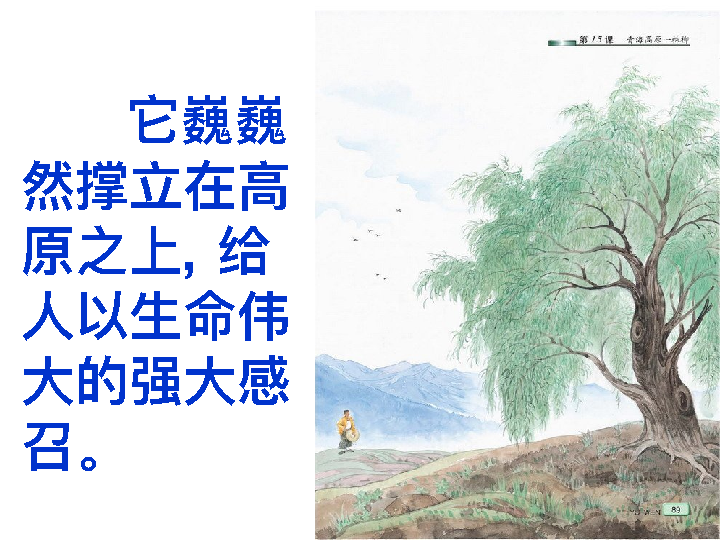 它巍巍
然撑立在高
原之上，给
人以生命伟
大的强大感
召。
第15课 青海高原一株柳
89